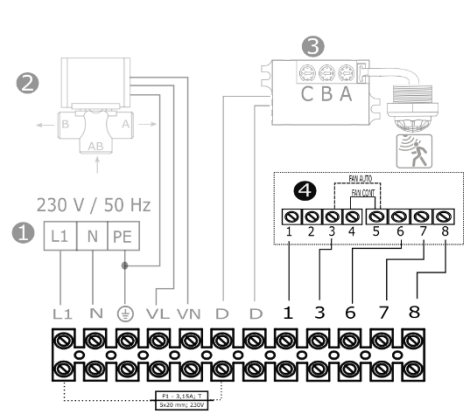 3
2
C B A
B
A
AB
FAN AUTO
4
FAN CONT
230 V / 50 Hz
1
L1 N PE
1 2 3 4 5 6 7 8
L1 N VL VN D D 1 3 6 7 8
F1 - 3,15A; T
5x20 mm; 230V